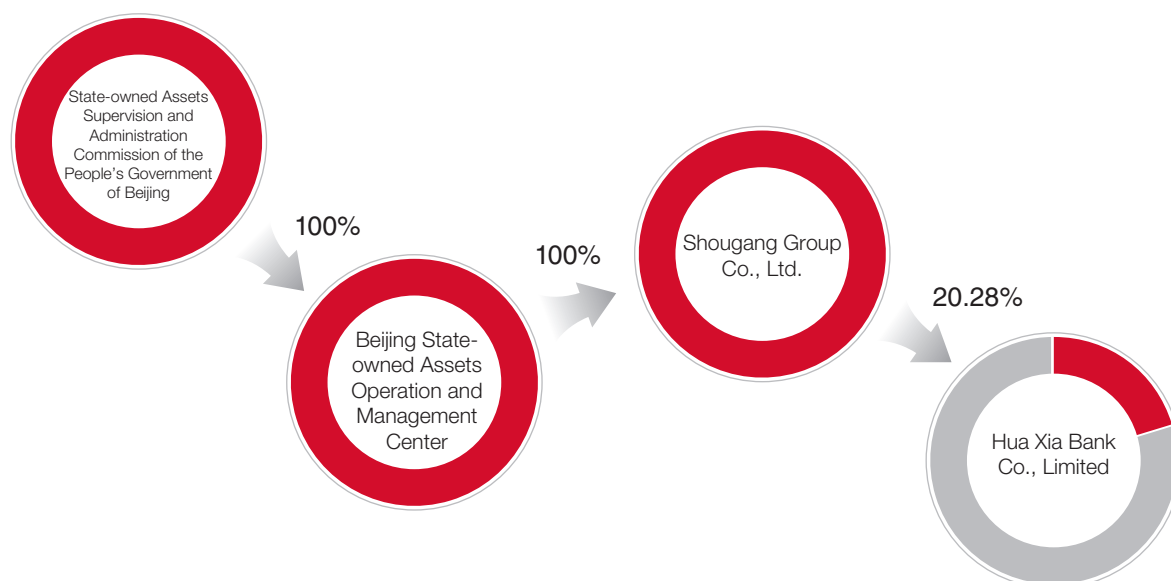 State-owned Assets
Supervision and
Administration
Commission of the
People's Government
of Beijing
100%
Beijing State-
owned Assets
Operation and
Management
Center
100%
Shougang Group
Co., Ltd.
20.28%
Hua Xia Bank
Co., Limited